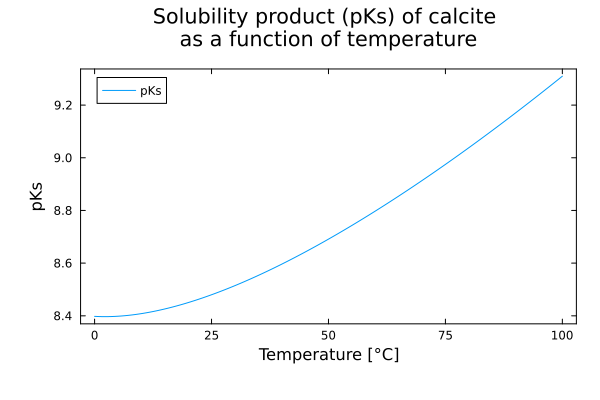 Solubility product (pKs) of calcite
as a function of temperature
pKs
9.2
9.0
8.8
8.6
8.4
pKs
0 25 50 75 100
Temperature [°C]